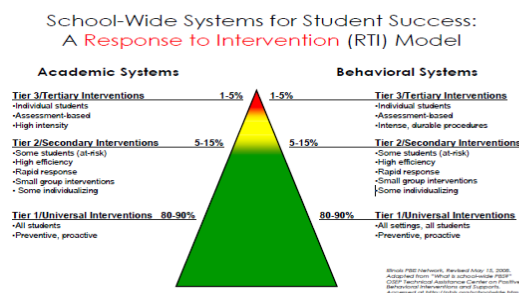 School-Wide Systems for Student Success:
A Response to Intervention (RTI) Model
Academic Systems
Behavioral Systems
Tier 3/Tertiary Interventions 1-5%
•Individual students
•Assessment-based
•High intensity
1-5% Tier 3/Tertiary Interventions
•Individual students
•Assessment-based
•Intense, durable procedures
Tier 2/Secondary Interventions 5-15%
•Some students (at-risk)
•High efficiency
•Rapid response
•Small group interventions
• Some individualizing
5-15% Tier 2/Secondary Interventions
•Some students (at-risk)
•High efficiency
•Rapid response
•Small group interventions
•Some individualizing
Tier 1/Universal Interventions 80-90%
•All students
•Preventive, proactive
80-90% Tier 1/Universal Interventions
•All settings, all students
•Preventive, proactive
Illinois PBIS Network, Revised May 15, 2008.
Adapted from "What is school-wide PBS?"
OSEP Technical Assistance Center on Positive
Behavioral Interventions and Supports.